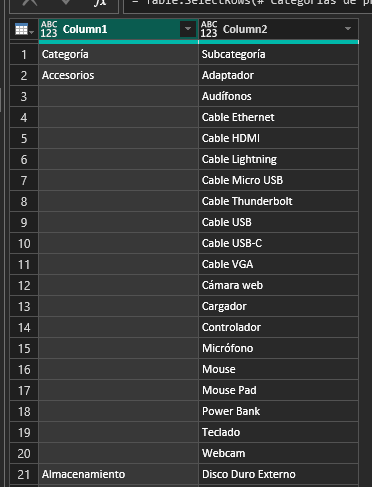 = Table.SelectRows(#"Categorías de
ABC 123 Column1 ABC 123 Column2
1 Categoría Subcategoría
2 Accesorios Adaptador
3 Audífonos
4 Cable Ethernet
5 Cable HDMI
6 Cable Lightning
7 Cable Micro USB
8 Cable Thunderbolt
9 Cable USB
10 Cable USB-C
11 Cable VGA
12 Cámara web
13 Cargador
14 Controlador
15 Micrófono
16 Mouse
17 Mouse Pad
18 Power Bank
19 Teclado
20 Webcam
21 Almacenamiento Disco Duro Externo